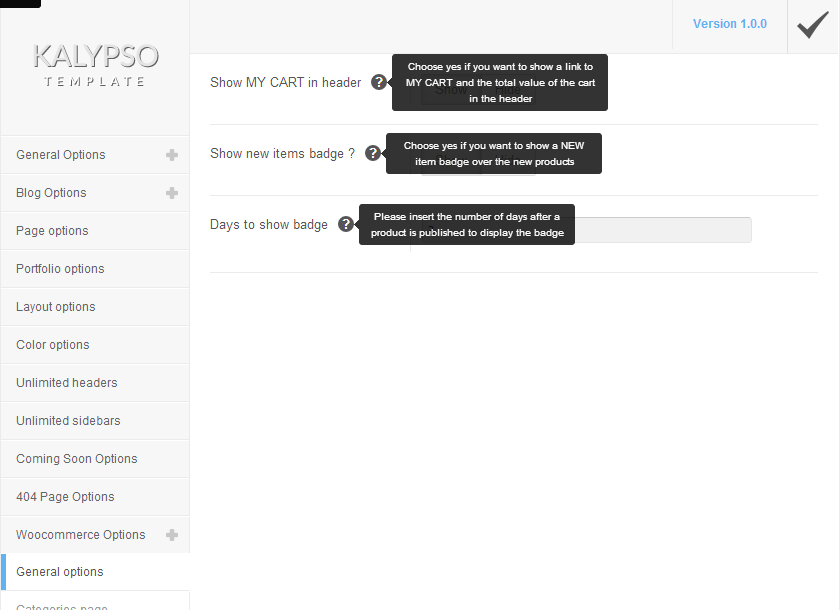 KALYPSO
TEMPLATE
Version 1.0.0
General Options
Blog Options
Page options
Portfolio options
Layout options
Color options
Unlimited headers
Unlimited sidebars
Coming Soon Options
404 Page Options
Woocommerce Options
General options
Categories page
Show MY CART in header ?
Choose yes if you want to show a link to
MY CART and the total value of the cart
in the header
Show new items badge ? ?
Choose yes if you want to show a NEW
item badge over the new products
Days to show badge ?
Please insert the number of days after a
product is published to display the badge